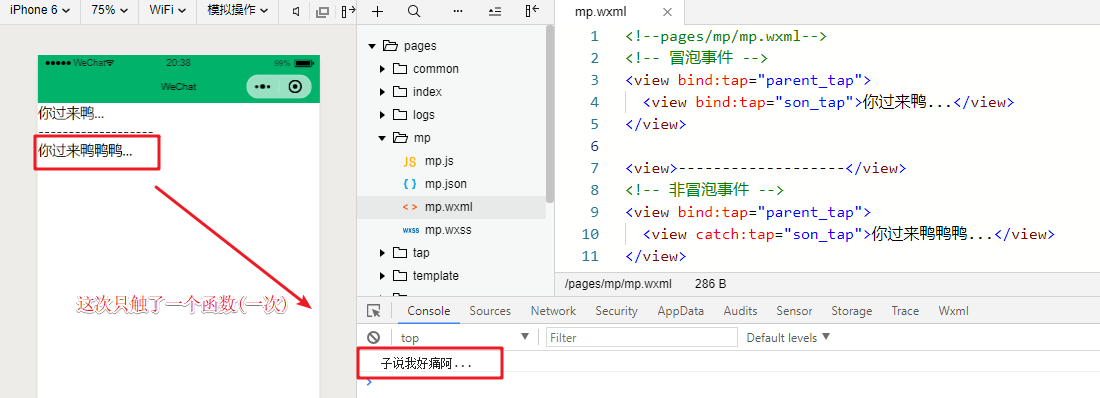 iPhone 6 75% WiFi 模拟操作
WeChat 20:38 99%
WeChat
你过来鸭...
-------------------
你过来鸭鸭鸭...
这次只触了一个函数(一次)
pages
common
index
logs
mp
JS mp.js
{ } mp.json
< > mp.wxml
WXSS mp.wxss
tap
template
mp.wxml
1 <!--pages/mp/mp.wxml-->
2 <!-- 冒泡事件 -->
3 <view bind:tap="parent_tap">
4 <view bind:tap="son_tap">你过来鸭...</view>
5 </view>
6
7 <view>-------------------</view>
8 <!-- 非冒泡事件 -->
9 <view bind:tap="parent_tap">
10 <view catch:tap="son_tap">你过来鸭鸭鸭...</view>
11 </view>
/pages/mp/mp.wxml 286 B
Console Sources Network Security AppData Audits Sensor Storage Trace Wxml
top Filter Default levels
子说我好痛阿...